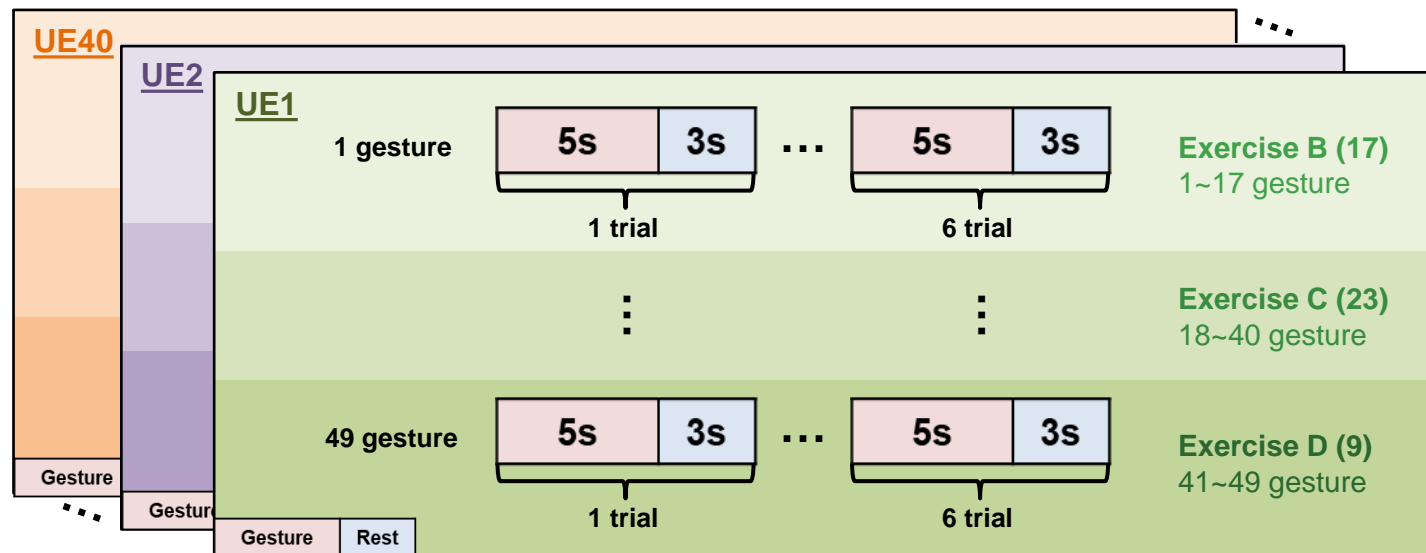 UE40
UE2
UE1
1 gesture
5s 3s ... 5s 3s
1 trial
6 trial
Exercise B (17)
1~17 gesture
⋮ ⋮
Exercise C (23)
18~40 gesture
49 gesture
5s 3s ... 5s 3s
1 trial
6 trial
Exercise D (9)
41~49 gesture
Gesture
Gestur
Gesture Rest